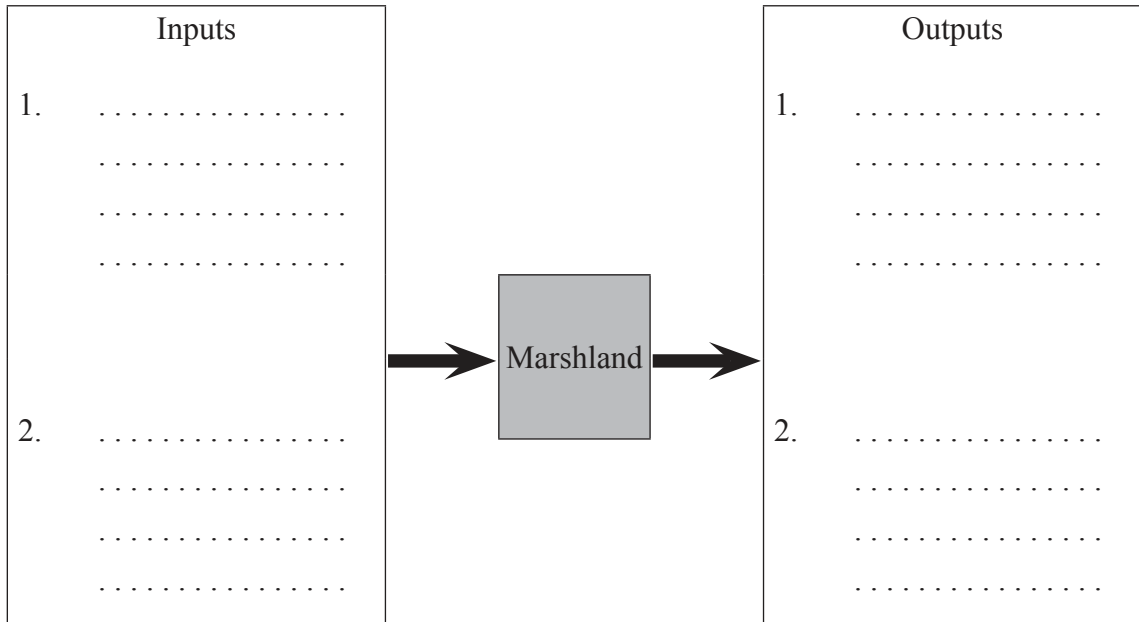 Inputs
1. . . . . . . . . . . . . . . . .
. . . . . . . . . . . . . . . .
. . . . . . . . . . . . . . . .
. . . . . . . . . . . . . . . .
2. . . . . . . . . . . . . . . . .
. . . . . . . . . . . . . . . .
. . . . . . . . . . . . . . . .
. . . . . . . . . . . . . . . .
Marshland
Outputs
1. . . . . . . . . . . . . . . . .
. . . . . . . . . . . . . . . .
. . . . . . . . . . . . . . . .
. . . . . . . . . . . . . . . .
2. . . . . . . . . . . . . . . . .
. . . . . . . . . . . . . . . .
. . . . . . . . . . . . . . . .
. . . . . . . . . . . . . . . .